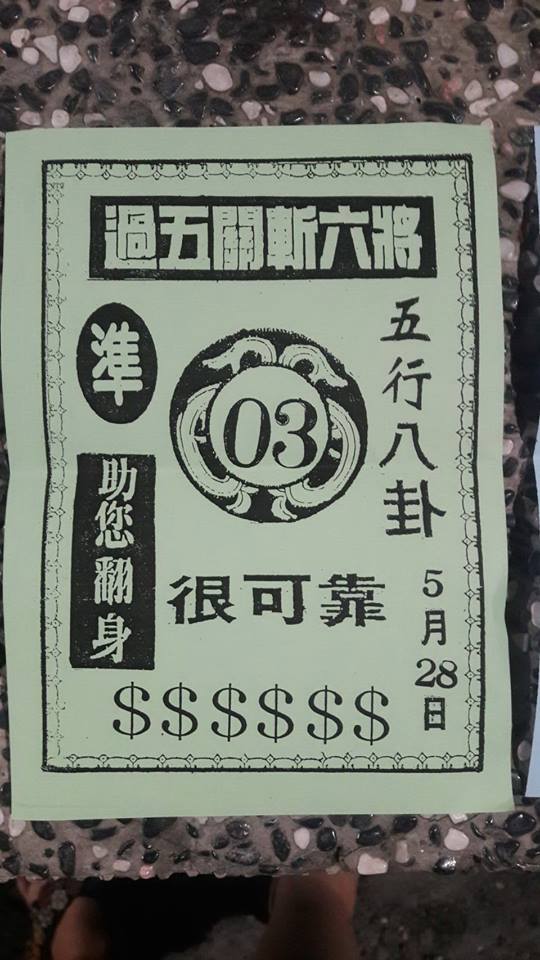 過五關斬六將
五行八卦
5月28日
準
03
助您翻身
很可靠
$$$$$$